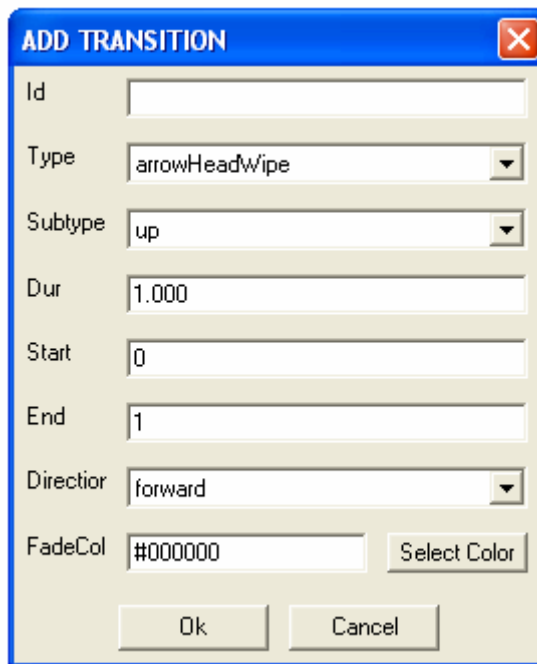 ADD TRANSITION
Id
Type arrowHeadWipe
Subtype up
Dur 1.000
Start 0
End 1
Directior forward
FadeCol #000000 Select Color
Ok Cancel